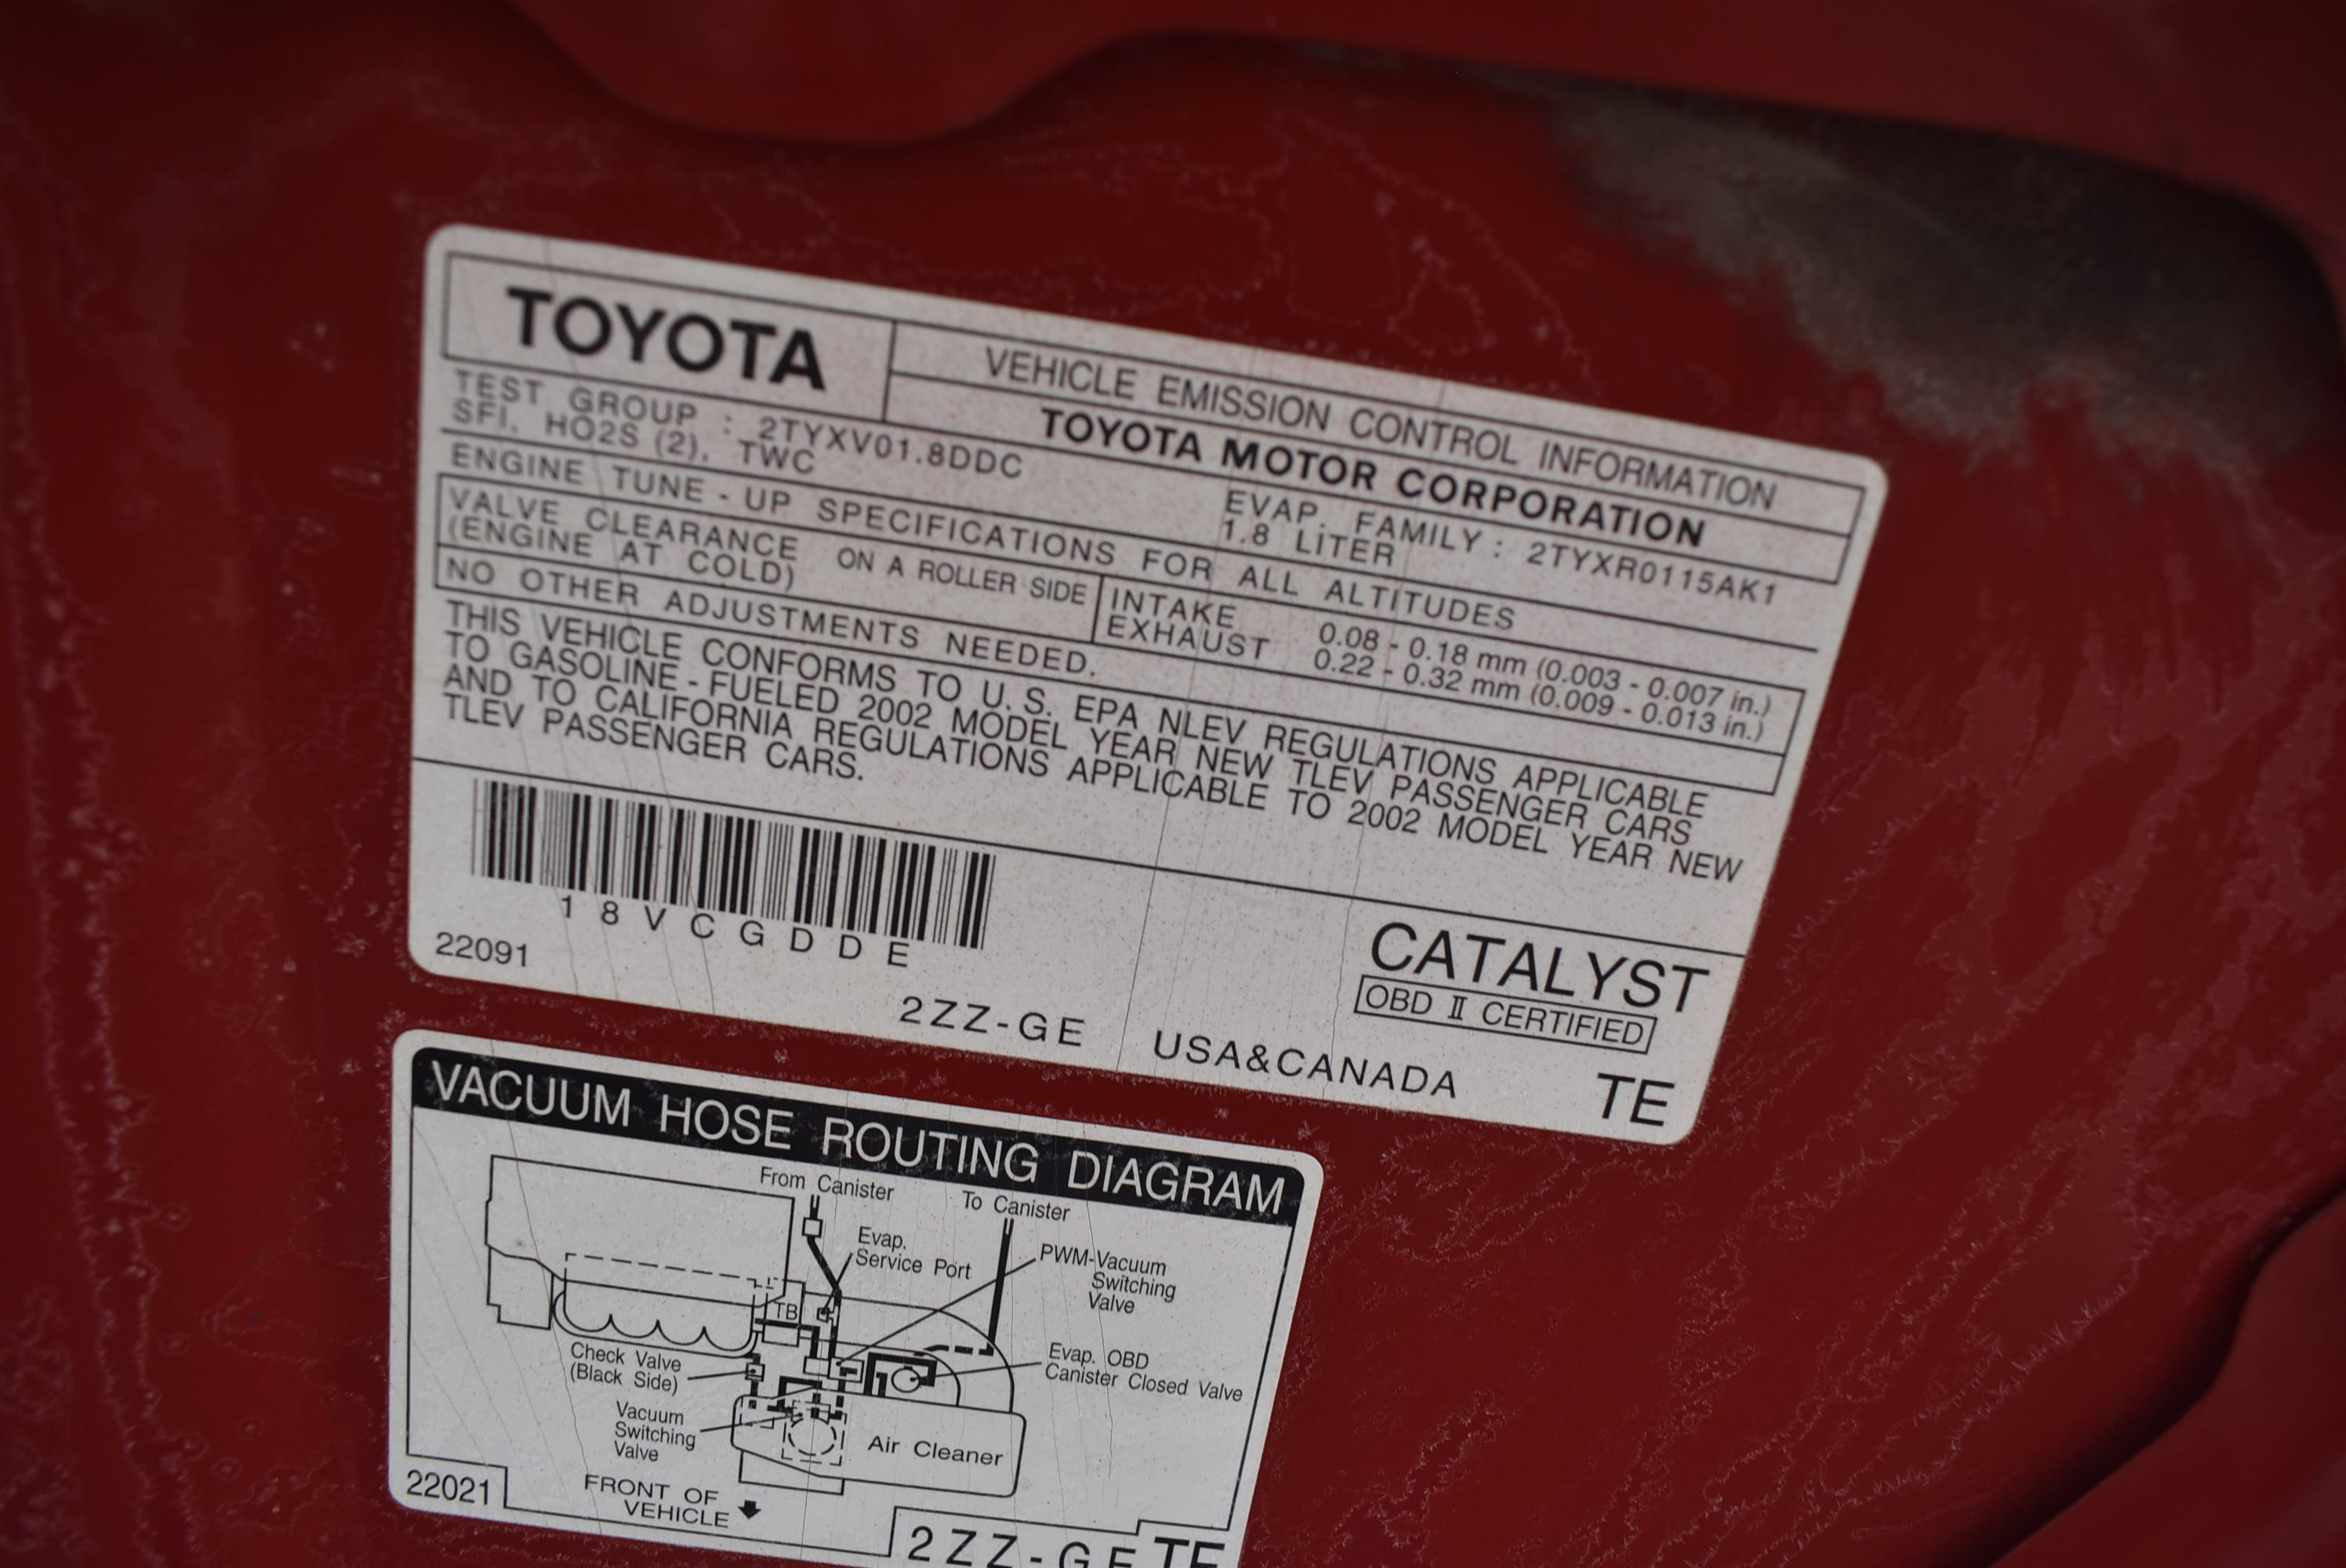 TOYOTA
VEHICLE EMISSION CONTROL INFORMATION
TOYOTA MOTOR CORPORATION
TEST GROUP : 2TYXV01.8DDC
EVAP. FAMILY : 2TYXR0115AK1
SFI, HO2S (2), TWC
1.8 LITER
ENGINE TUNE - UP SPECIFICATIONS FOR ALL ALTITUDES
VALVE CLEARANCE
(ENGINE AT COLD)
ON A ROLLER SIDE
INTAKE 0.08 - 0.18 mm (0.003 - 0.007 in.)
EXHAUST 0.22 - 0.32 mm (0.009 - 0.013 in.)
NO OTHER ADJUSTMENTS NEEDED.
THIS VEHICLE CONFORMS TO U. S. EPA NLEV REGULATIONS APPLICABLE
TO GASOLINE - FUELED 2002 MODEL YEAR NEW TLEV PASSENGER CARS
AND TO CALIFORNIA REGULATIONS APPLICABLE TO 2002 MODEL YEAR NEW
TLEV PASSENGER CARS.
18VCGDDE
22091
CATALYST
OBD II CERTIFIED
2ZZ-GE
USA&CANADA
TE
VACUUM HOSE ROUTING DIAGRAM
From Canister
To Canister
Evap.
Service Port
PWM-Vacuum
Switching
Valve
TB
Check Valve
(Black Side)
Evap. OBD
Canister Closed Valve
Vacuum
Switching
Valve
Air Cleaner
22021
FRONT OF
VEHICLE
2ZZ-GE
TE